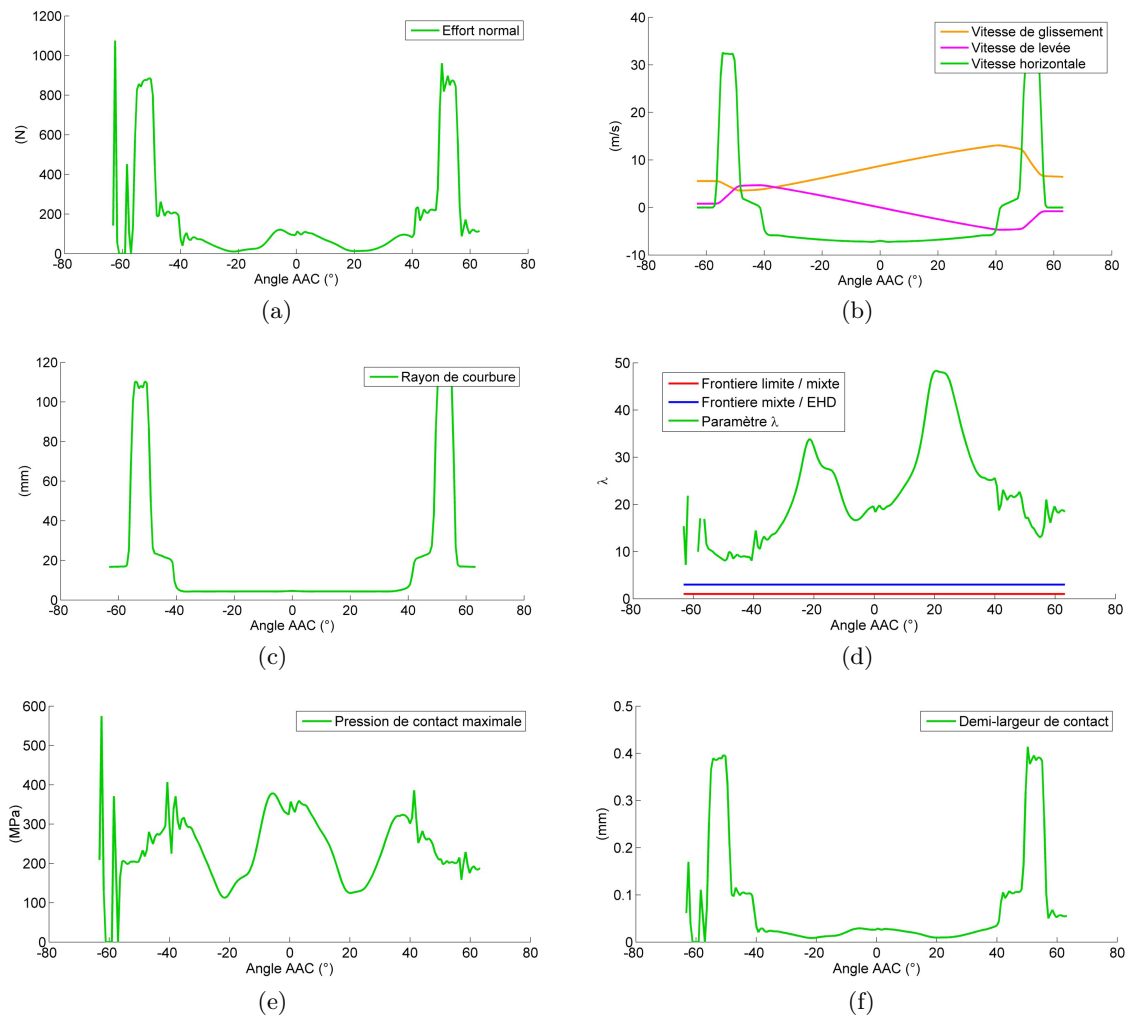 1200
1000
800
600
400
200
0
-80 -60 -40 -20 0 20 40 60 80
(N)
Angle AAC (°)
Effort normal
(a)
40
30
20
10
0
-10
-80 -60 -40 -20 0 20 40 60 80
(m/s)
Angle AAC (°)
Vitesse de glissement
Vitesse de levée
Vitesse horizontale
(b)
120
100
80
60
40
20
0
-80 -60 -40 -20 0 20 40 60 80
(mm)
Angle AAC (°)
Rayon de courbure
(c)
50
40
30
20
10
0
-80 -60 -40 -20 0 20 40 60 80
λ
Angle AAC (°)
Frontiere limite / mixte
Frontiere mixte / EHD
Paramètre λ
(d)
600
500
400
300
200
100
0
-80 -60 -40 -20 0 20 40 60 80
(MPa)
Angle AAC (°)
Pression de contact maximale
(e)
0.5
0.4
0.3
0.2
0.1
0
-80 -60 -40 -20 0 20 40 60 80
(mm)
Angle AAC (°)
Demi-largeur de contact
(f)